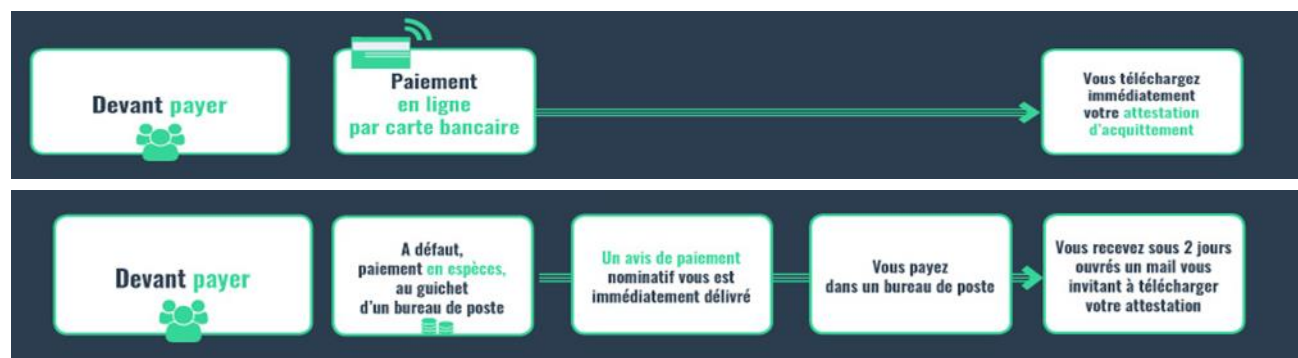 Devant payer
Paiement
en ligne
par carte bancaire
Vous téléchargez
immédiatement
votre attestation
d'acquittement
Devant payer
A défaut,
paiement en espèces,
au guichet
d'un bureau de poste
Un avis de paiement
nominatif vous est
immédiatement délivré
Vous payez
dans un bureau de poste
Vous recevez sous 2 jours
ouvrés un mail vous
invitant à télécharger
votre attestation